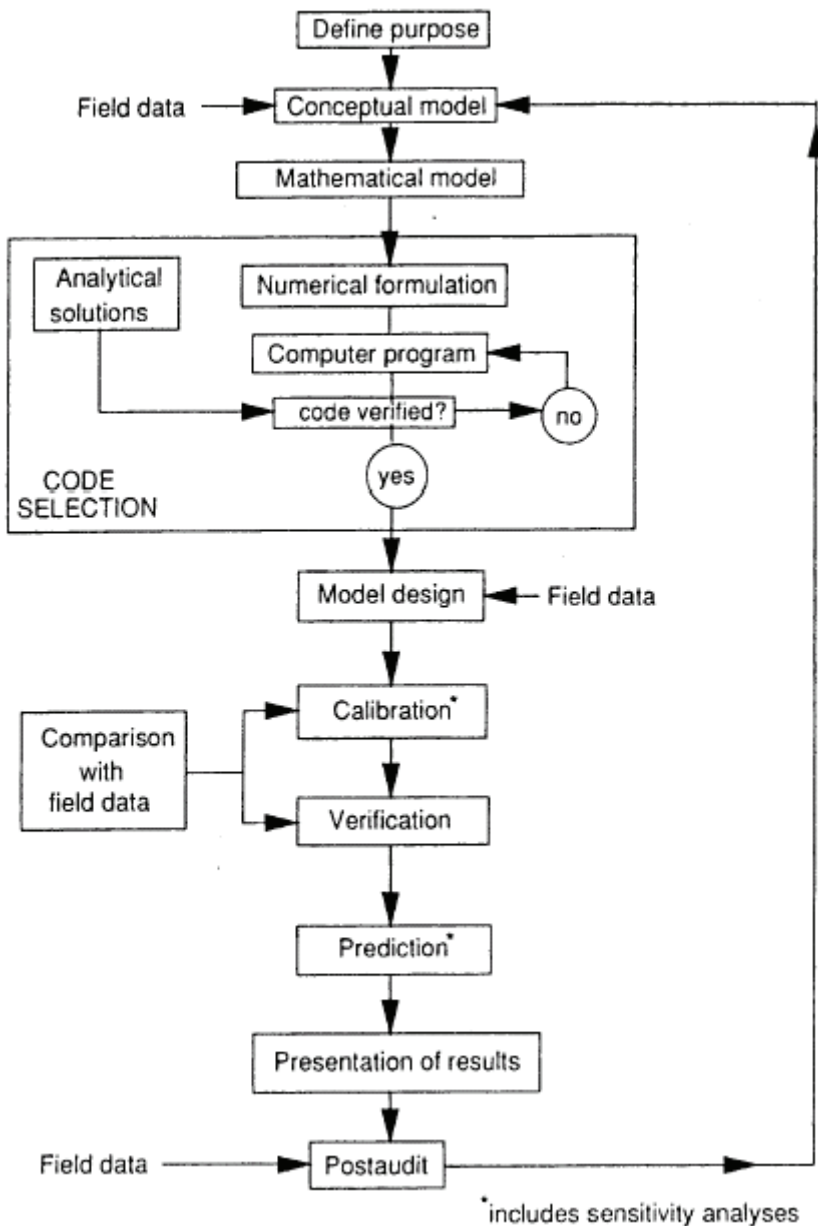 Define purpose
Field data
Conceptual model
Mathematical model
Analytical
solutions
Numerical formulation
Computer program
code verified?
no
yes
CODE
SELECTION
Model design
Field data
Calibration*
Comparison
with
field data
Verification
Prediction*
Presentation of results
Field data
Postaudit
*includes sensitivity analyses